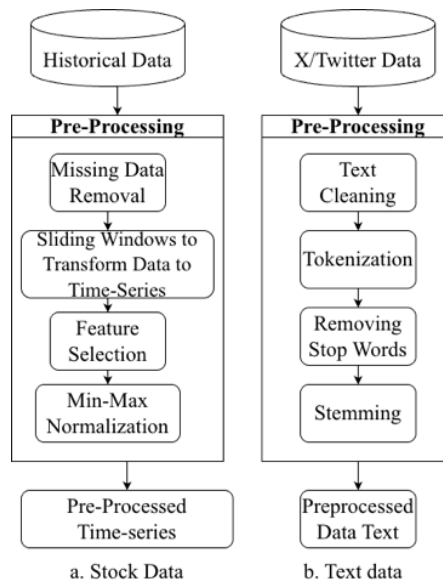 Historical Data
Pre-Processing
Missing Data
Removal
Sliding Windows to
Transform Data to
Time-Series
Feature
Selection
Min-Max
Normalization
Pre-Processed
Time-series
a. Stock Data
X/Twitter Data
Pre-Processing
Text
Cleaning
Tokenization
Removing
Stop Words
Stemming
Preprocessed
Data Text
b. Text data